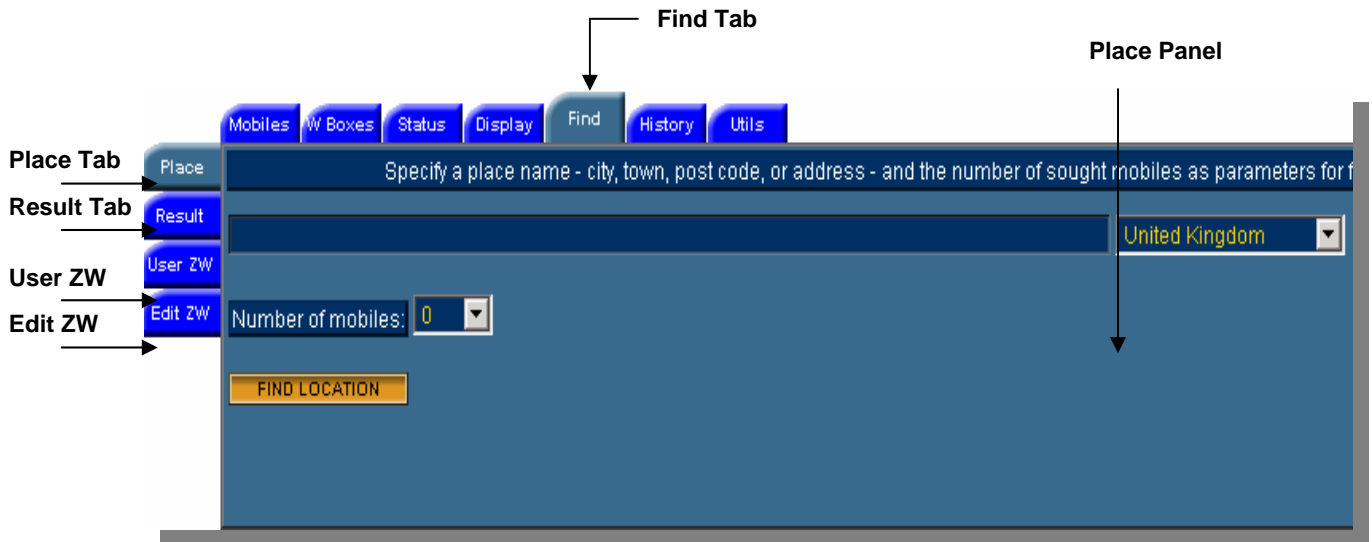 Find Tab
Place Panel
Mobiles W Boxes Status Display Find History Utils
Place Tab
Place
Specify a place name - city, town, post code, or address - and the number of sought mobiles as parameters for f
Result Tab
Result
United Kingdom
User ZW
User ZW
Edit ZW
Edit ZW
Number of mobiles: 0
FIND LOCATION